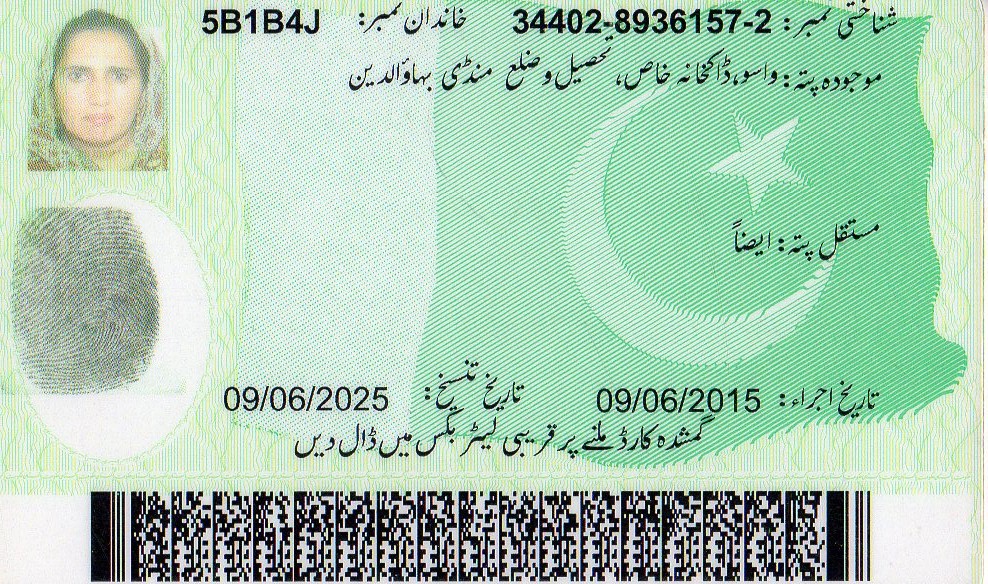 شناختی نمبر: 34402-8936157-2 خاندان نمبر: 5B1B4J
موجودہ پتہ: واسو، ڈاکخانہ خاص، تحصیل و ضلع منڈی بہاؤالدین
مستقل پتہ: ایضاً
تاریخ اجراء: 09/06/2015 تاریخ تنسیخ: 09/06/2025
گمشدہ کارڈ ملنے پر قریبی لیٹر بکس میں ڈال دیں